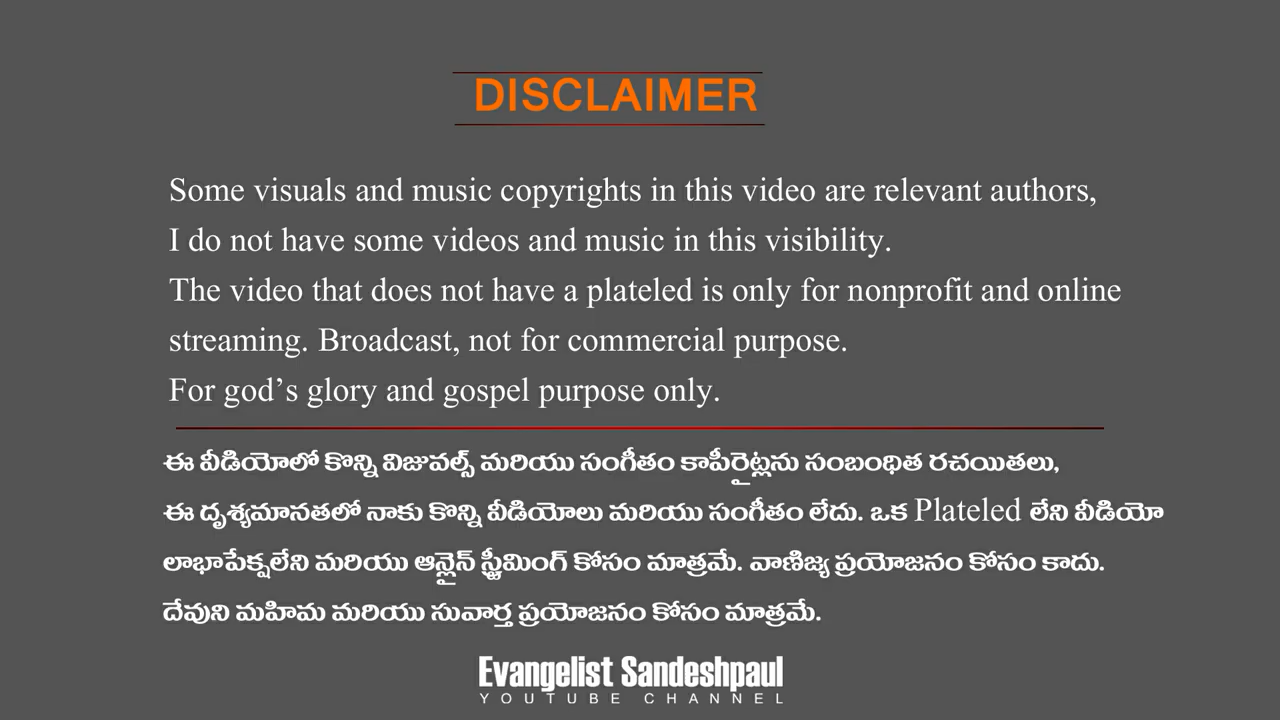 DISCLAIMER
Some visuals and music copyrights in this video are relevant authors,
I do not have some videos and music in this visibility.
The video that does not have a plateled is only for nonprofit and online
streaming. Broadcast, not for commercial purpose.
For god’s glory and gospel purpose only.
ఈ వీడియోలో కొన్ని విజువల్స్ మరియు సంగీతం కాపీరైట్లను సంబంధిత రచయితలు,
ఈ దృశ్యమానతలో నాకు కొన్ని వీడియోలు మరియు సంగీతం లేదు. ఒక Plateled లేని వీడియో
లాభాపేక్షలేని మరియు ఆన్లైన్ స్ట్రీమింగ్ కోసం మాత్రమే. వాణిజ్య ప్రయోజనం కోసం కాదు.
దేవుని మహిమ మరియు సువార్త ప్రయోజనం కోసం మాత్రమే.
Evangelist Sandeshpaul
YOUTUBE CHANNEL